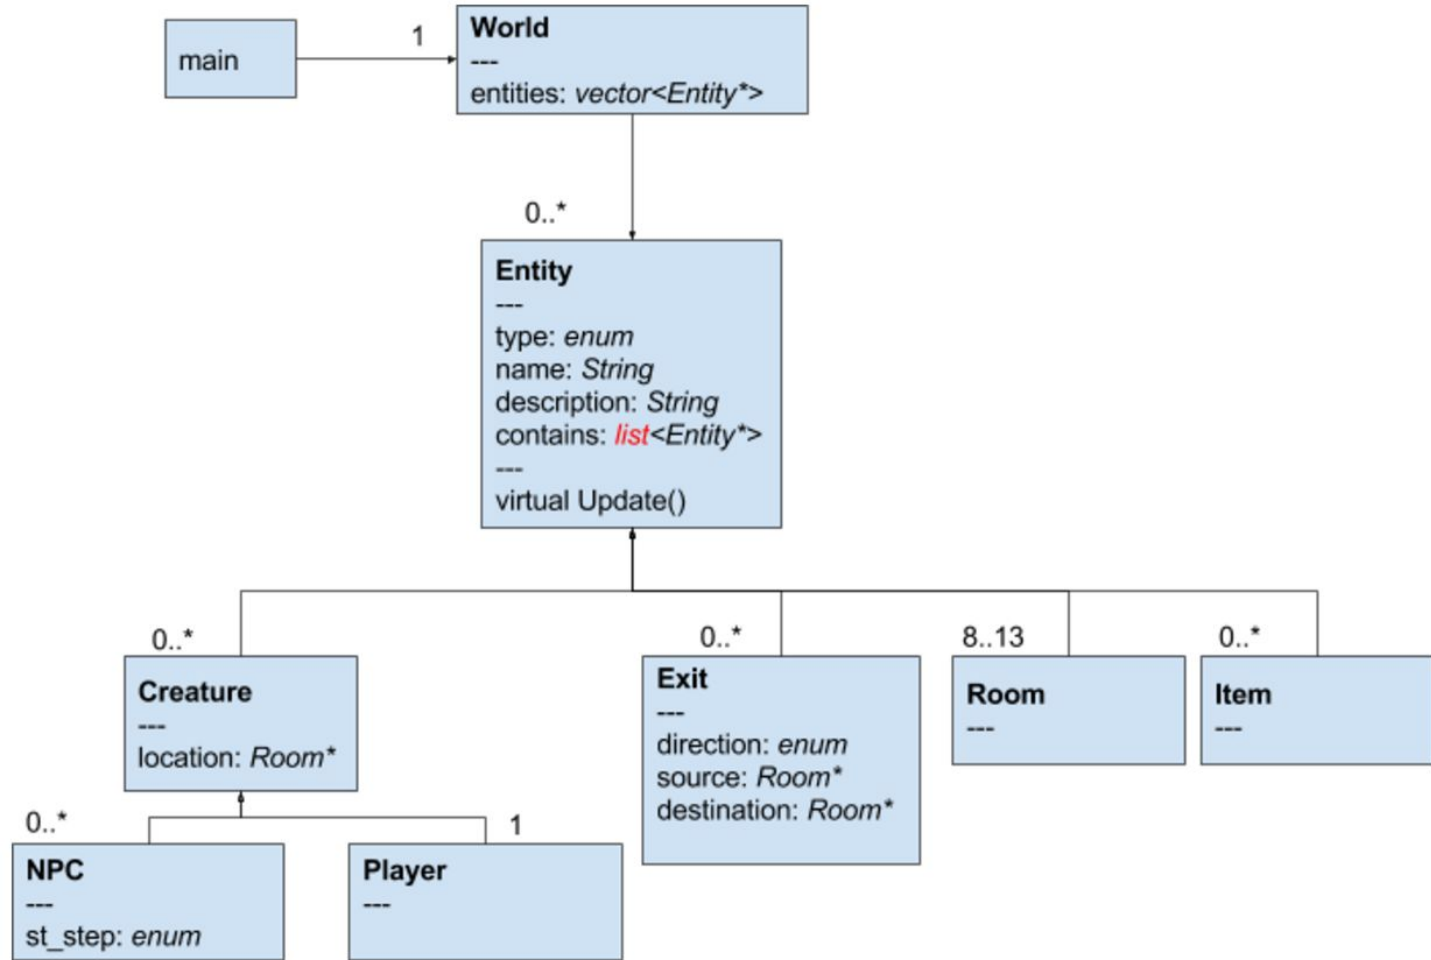 main
1
World
---
entities: vector<Entity*>
0..*
Entity
---
type: enum
name: String
description: String
contains: list<Entity*>
---
virtual Update()
0..*
Creature
---
location: Room*
0..*
Exit
---
direction: enum
source: Room*
destination: Room*
8..13
Room
---
0..*
Item
---
0..*
NPC
---
st_step: enum
1
Player
---